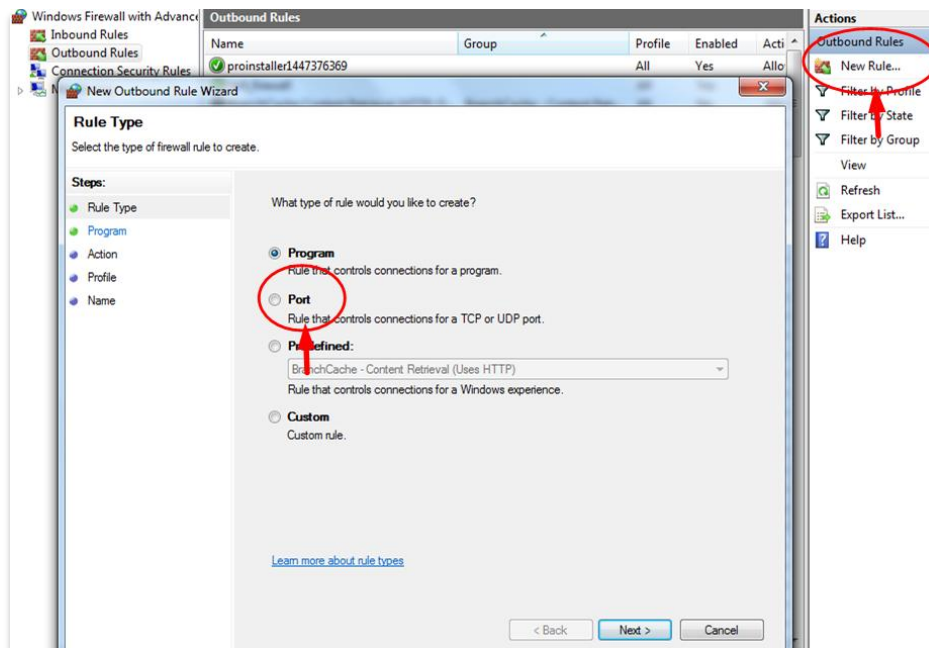 Windows Firewall with Advance
Inbound Rules
Outbound Rules
Connection Security Rules
Outbound Rules
Name Group Profile Enabled Acti
proinstaller1447376369 All Yes Allo
New Outbound Rule Wizard
Rule Type
Select the type of firewall rule to create.
Steps:
Rule Type
Program
Action
Profile
Name
What type of rule would you like to create?
Program
Rule that controls connections for a program.
Port
Rule that controls connections for a TCP or UDP port.
Predefined:
BranchCache - Content Retrieval (Uses HTTP)
Rule that controls connections for a Windows experience.
Custom
Custom rule.
Learn more about rule types
< Back Next > Cancel
Actions
Outbound Rules
New Rule...
Filter by Profile
Filter by State
Filter by Group
View
Refresh
Export List...
Help